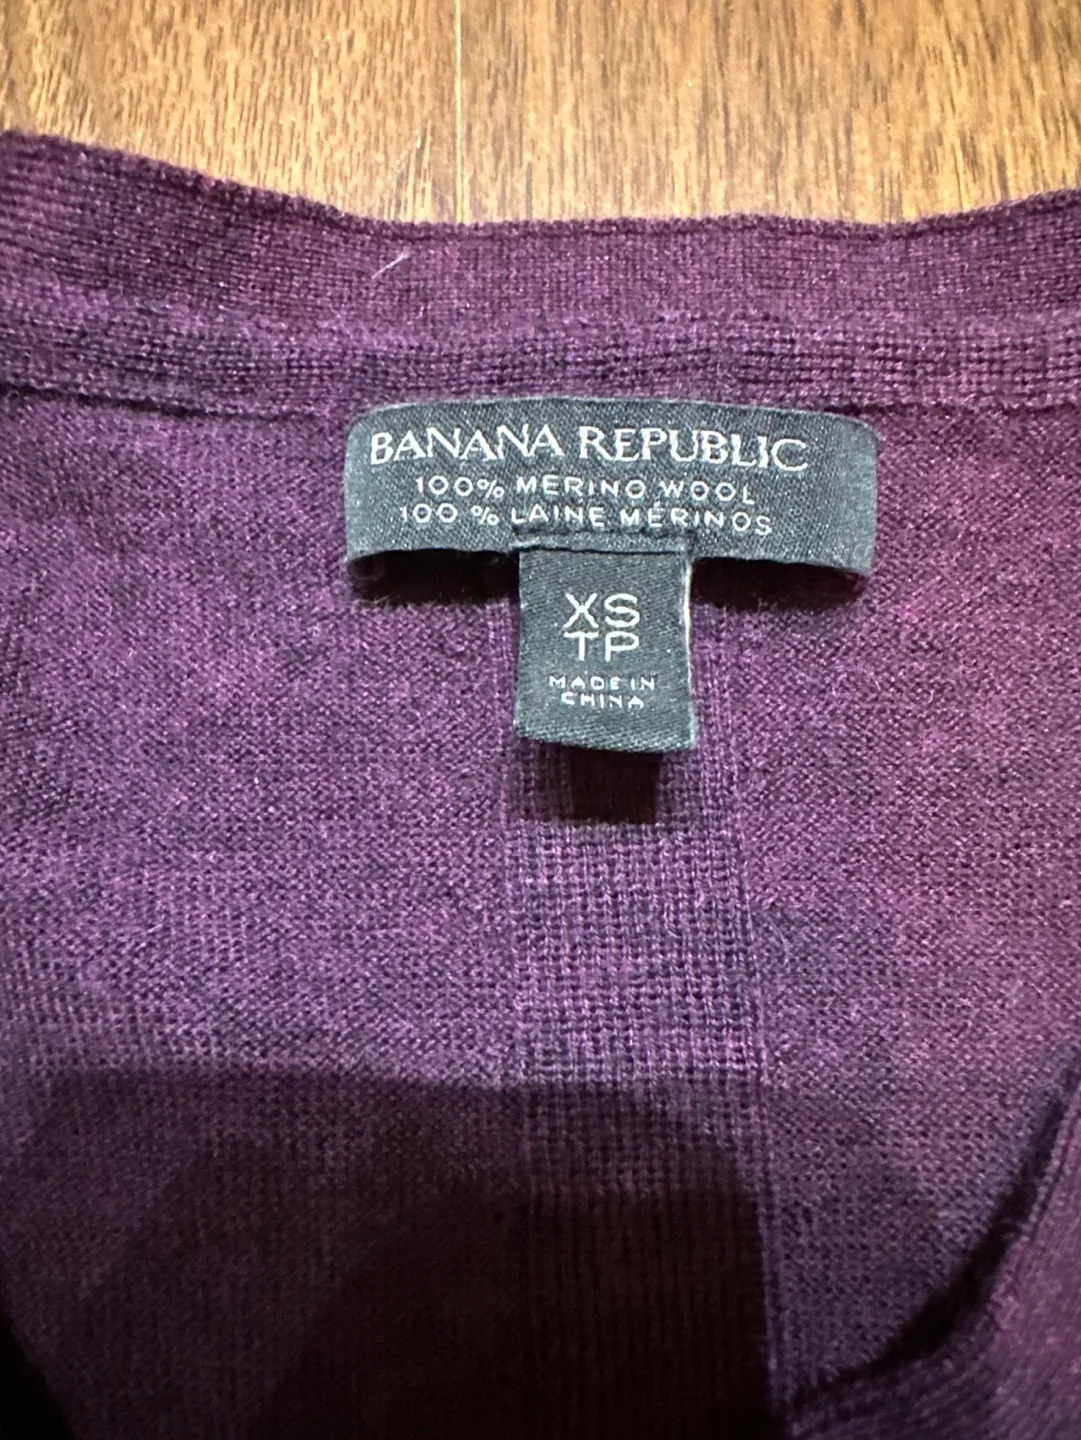 BANANA REPUBLIC
100% MERINO WOOL
100 % LAINE MÉRINOS
XS
TP
MADE IN
CHINA